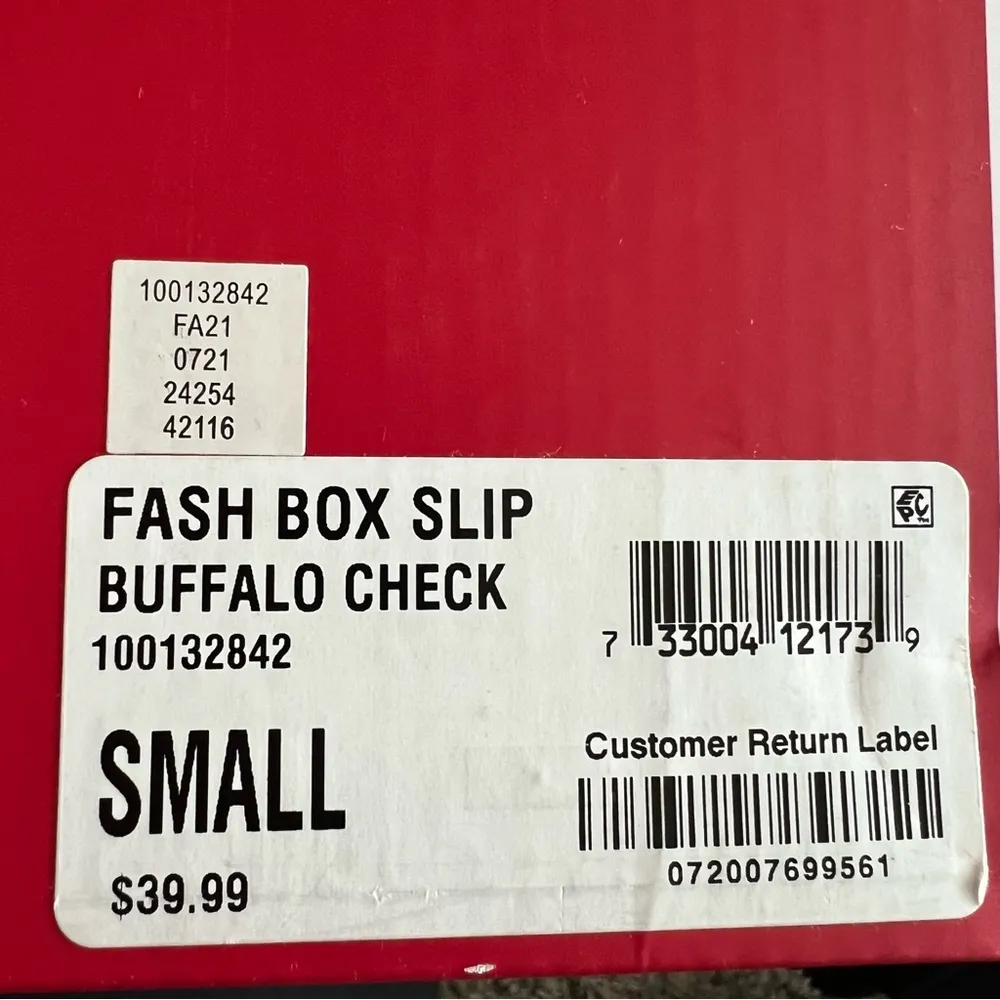 100132842
FA21
0721
24254
42116
FASH BOX SLIP
BUFFALO CHECK
100132842
SMALL
$39.99
EPC
7 33004 12173 9
Customer Return Label
072007699561